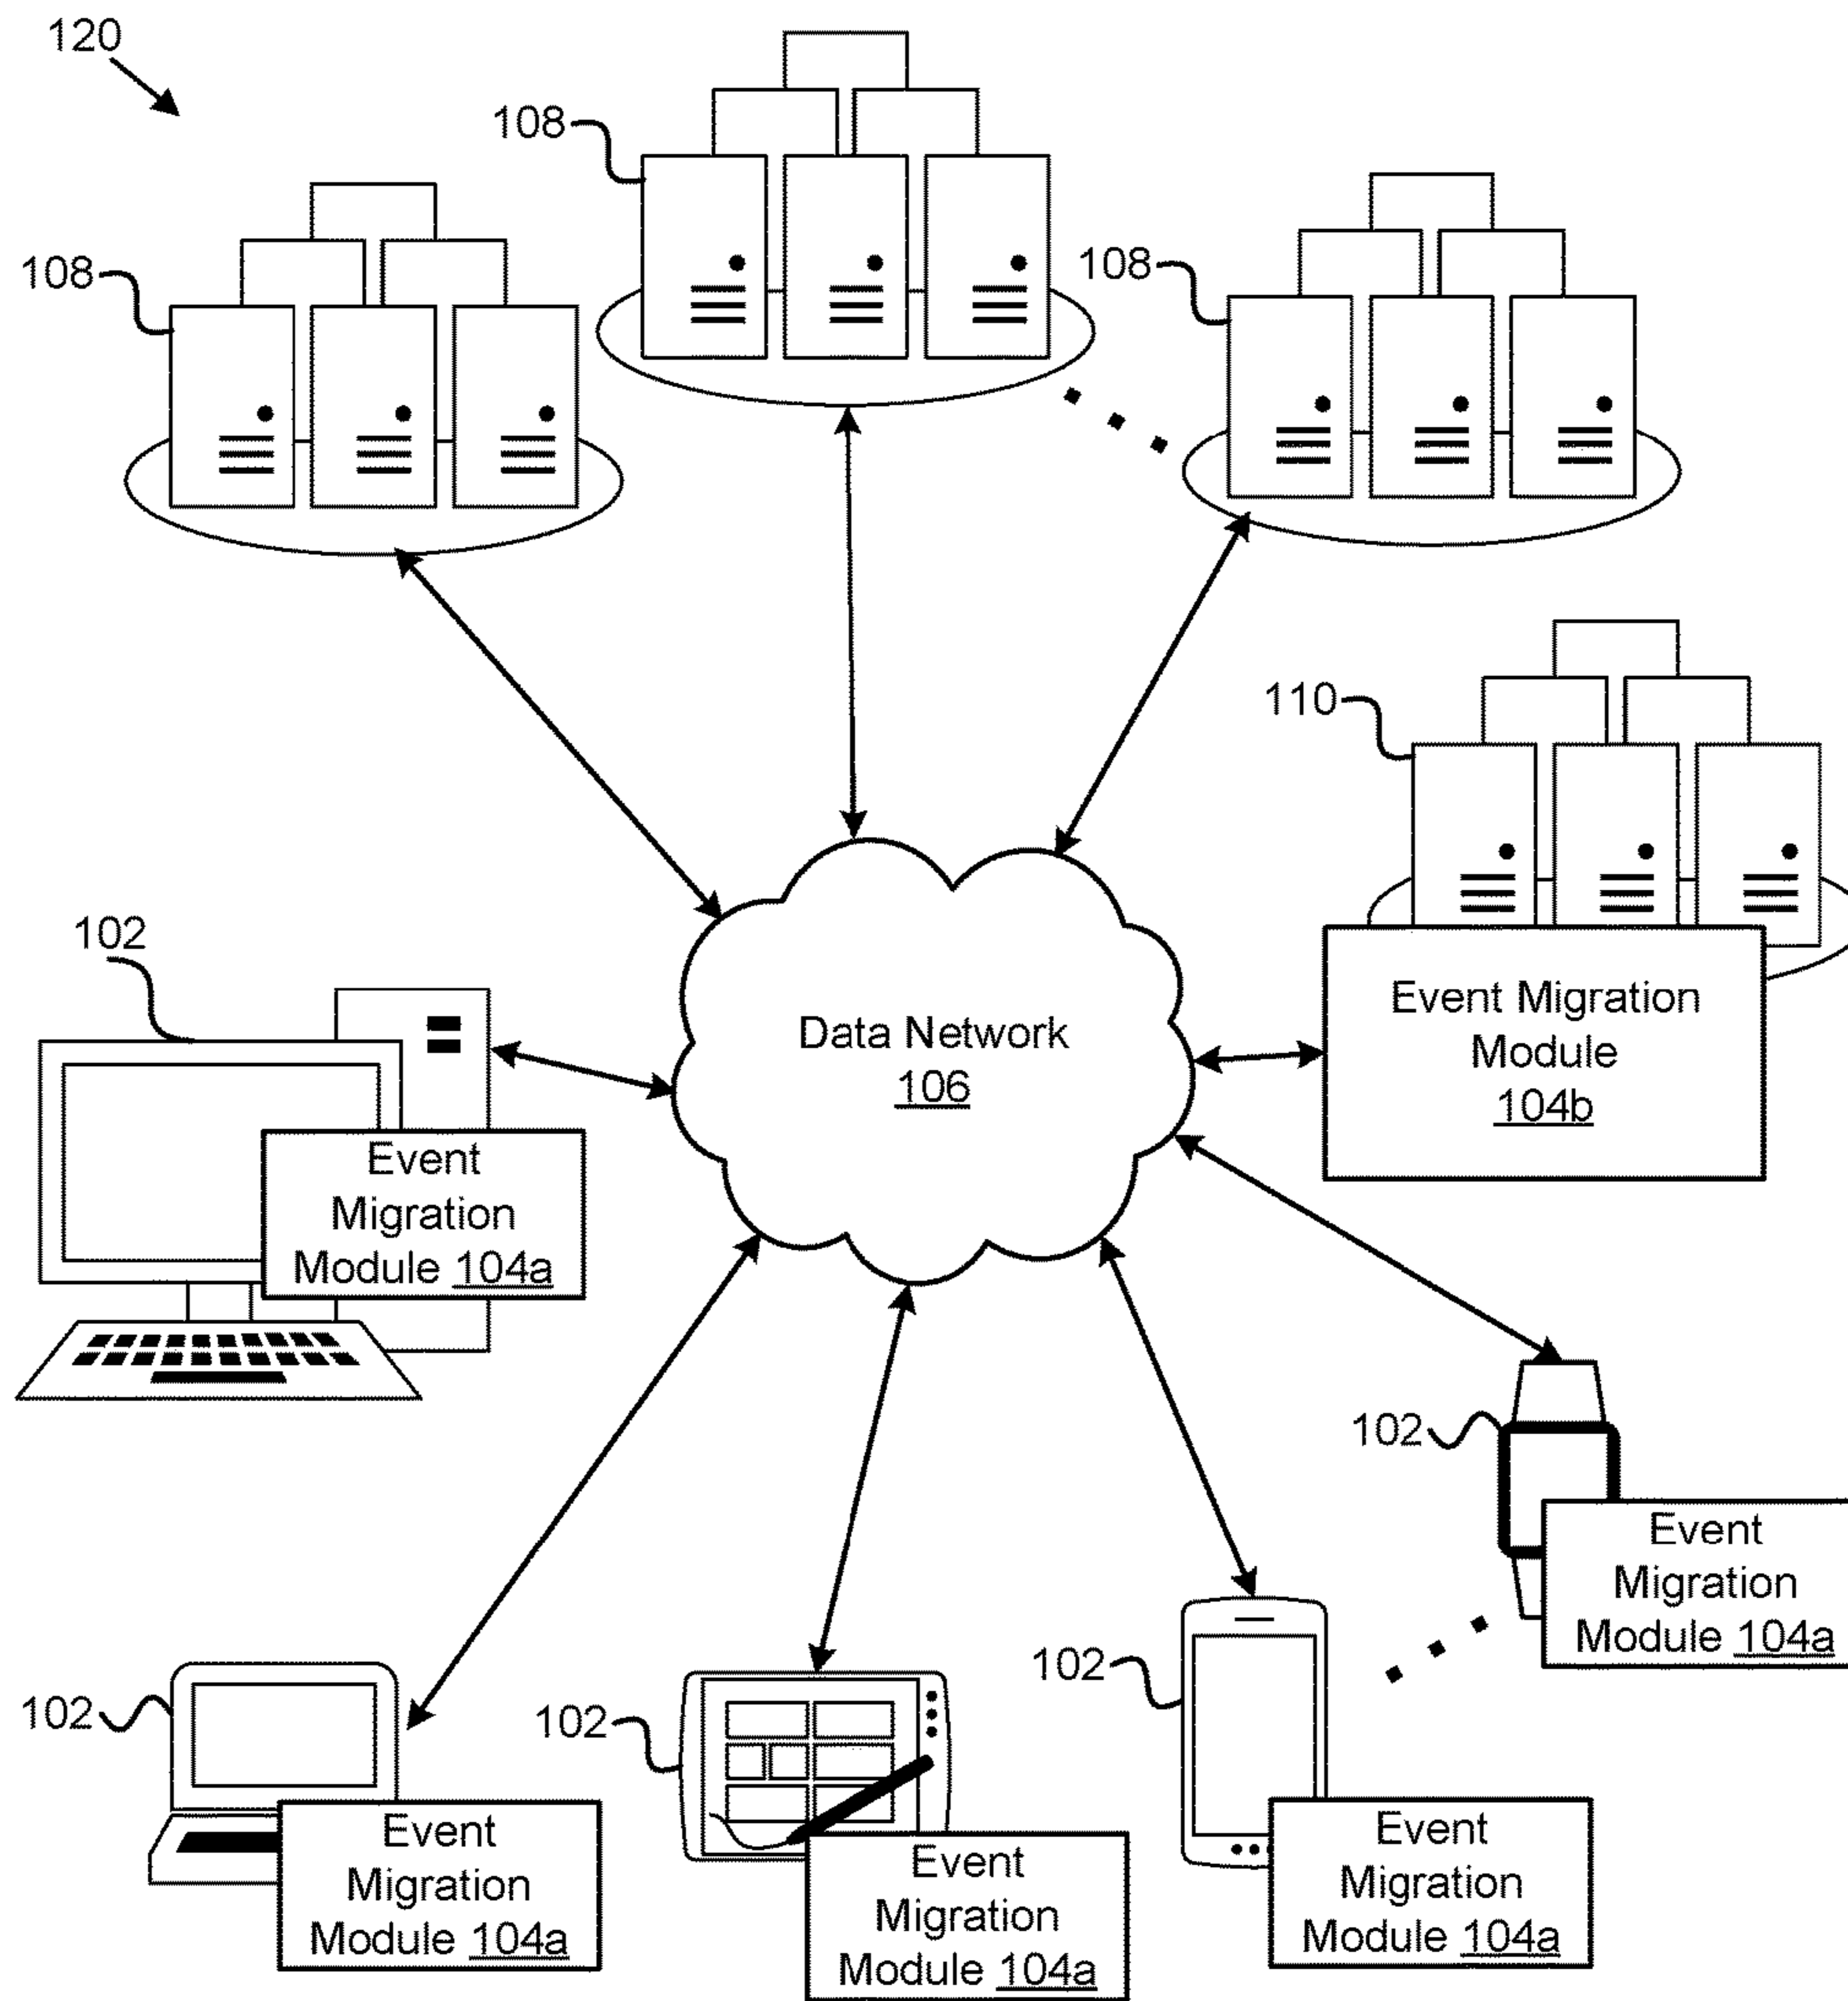 120
108
108
108
110
102
Data Network
106
Event Migration
Module
104b
Event
Migration
Module 104a
102
Event
Migration
Module 104a
102
102
102
Event
Migration
Module 104a
Event
Migration
Module 104a
Event
Migration
Module 104a